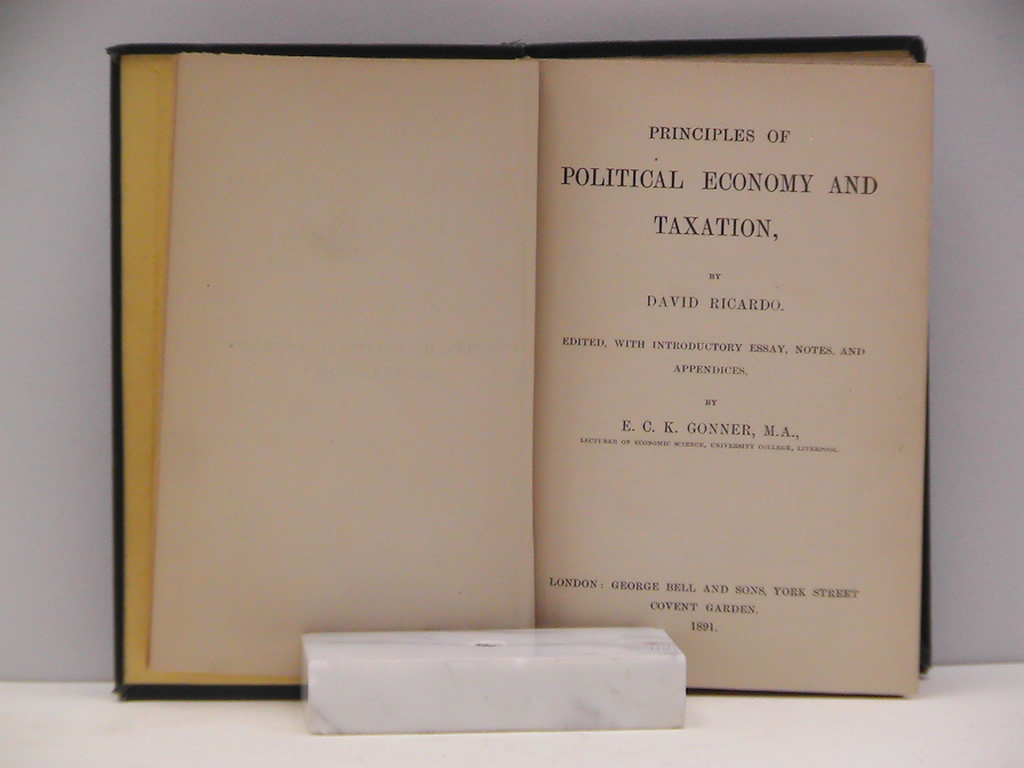 PRINCIPLES OF
POLITICAL ECONOMY AND
TAXATION,
BY
DAVID RICARDO.
EDITED, WITH INTRODUCTORY ESSAY, NOTES, AND
APPENDICES.
BY
E. C. K. GONNER, M.A.,
LECTURER ON ECONOMIC SCIENCE, UNIVERSITY COLLEGE, LIVERPOOL.
LONDON: GEORGE BELL AND SONS, YORK STREET
COVENT GARDEN.
1891.